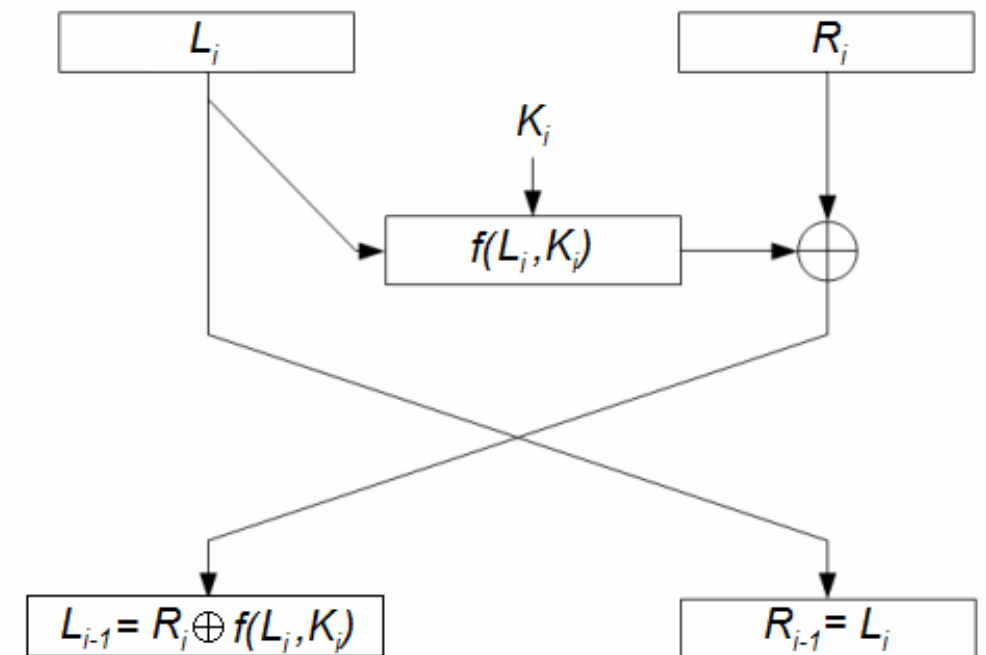 Lᵢ
Rᵢ
Kᵢ
f(Lᵢ,Kᵢ)
Lᵢ₋₁ = Rᵢ ⊕ f(Lᵢ,Kᵢ)
Rᵢ₋₁ = Lᵢ